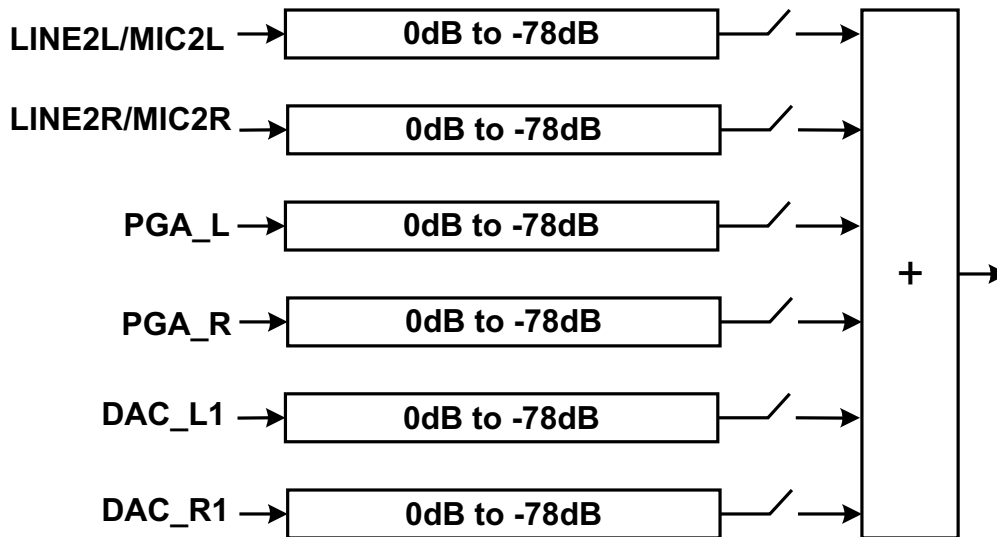 LINE2L/MIC2L 0dB to -78dB
LINE2R/MIC2R 0dB to -78dB
PGA_L 0dB to -78dB
+
PGA_R 0dB to -78dB
DAC_L1 0dB to -78dB
DAC_R1 0dB to -78dB